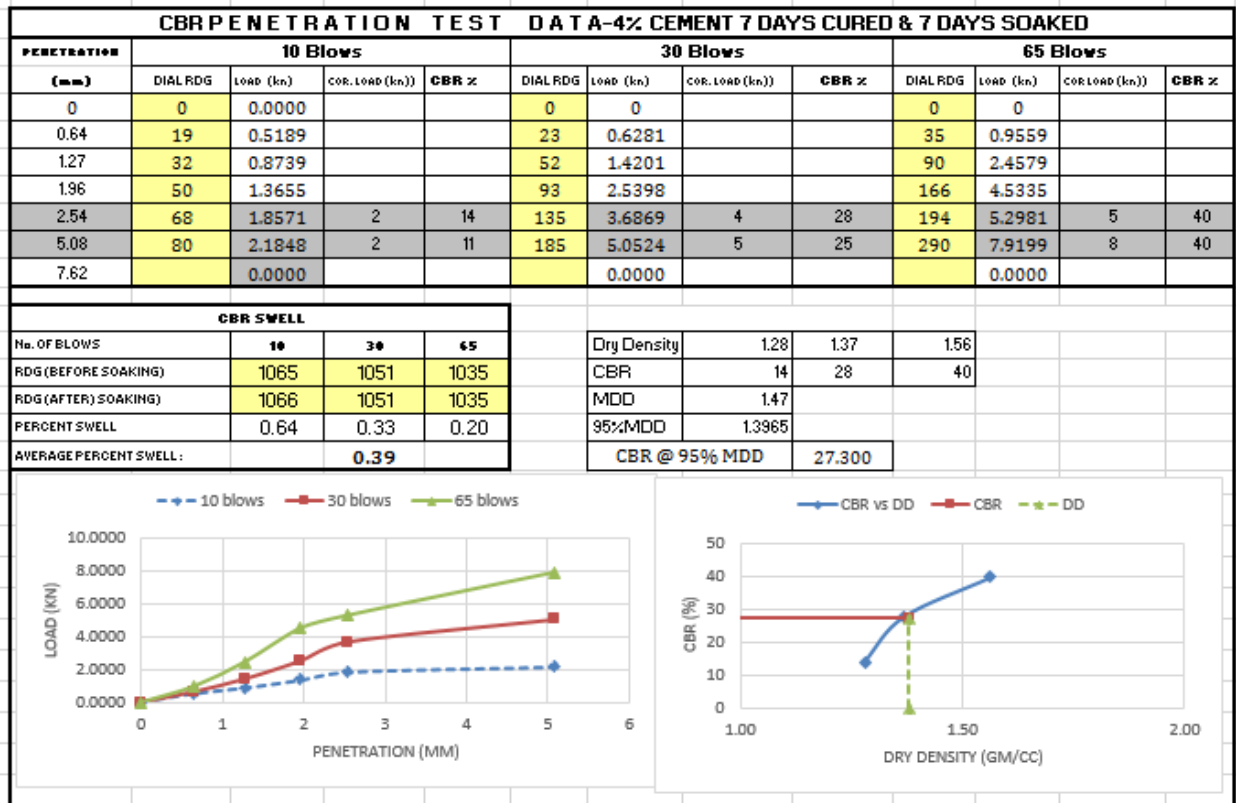 CBR PENETRATION TEST DATA-4% CEMENT 7 DAYS CURED & 7 DAYS SOAKED
PENETRATION 10 Blows 30 Blows 65 Blows
(mm) DIAL RDG LOAD (kn) COR. LOAD (kn)) CBR % DIAL RDG LOAD (kn) COR. LOAD (kn)) CBR % DIAL RDG LOAD (kn) COR LOAD (kn)) CBR %
0 0 0.0000 0 0 0 0
0.64 19 0.5189 23 0.6281 35 0.9559
1.27 32 0.8739 52 1.4201 90 2.4579
1.96 50 1.3655 93 2.5398 166 4.5335
2.54 68 1.8571 2 14 135 3.6869 4 28 194 5.2981 5 40
5.08 80 2.1848 2 11 185 5.0524 5 25 290 7.9199 8 40
7.62 0.0000 0.0000 0.0000
CBR SWELL
No. OF BLOWS 10 30 65
RDG (BEFORE SOAKING) 1065 1051 1035
RDG (AFTER) SOAKING) 1066 1051 1035
PERCENT SWELL 0.64 0.33 0.20
AVERAGE PERCENT SWELL: 0.39
Dry Density 1.28 1.37 1.56
CBR 14 28 40
MDD 1.47
95%MDD 1.3965
CBR @ 95% MDD 27.300
10 blows 30 blows 65 blows
10.0000
8.0000
6.0000
4.0000
2.0000
0.0000
LOAD (KN)
0 1 2 3 4 5 6
PENETRATION (MM)
CBR vs DD CBR DD
50
40
30
20
10
0
CBR (%)
1.00 1.50 2.00
DRY DENSITY (GM/CC)